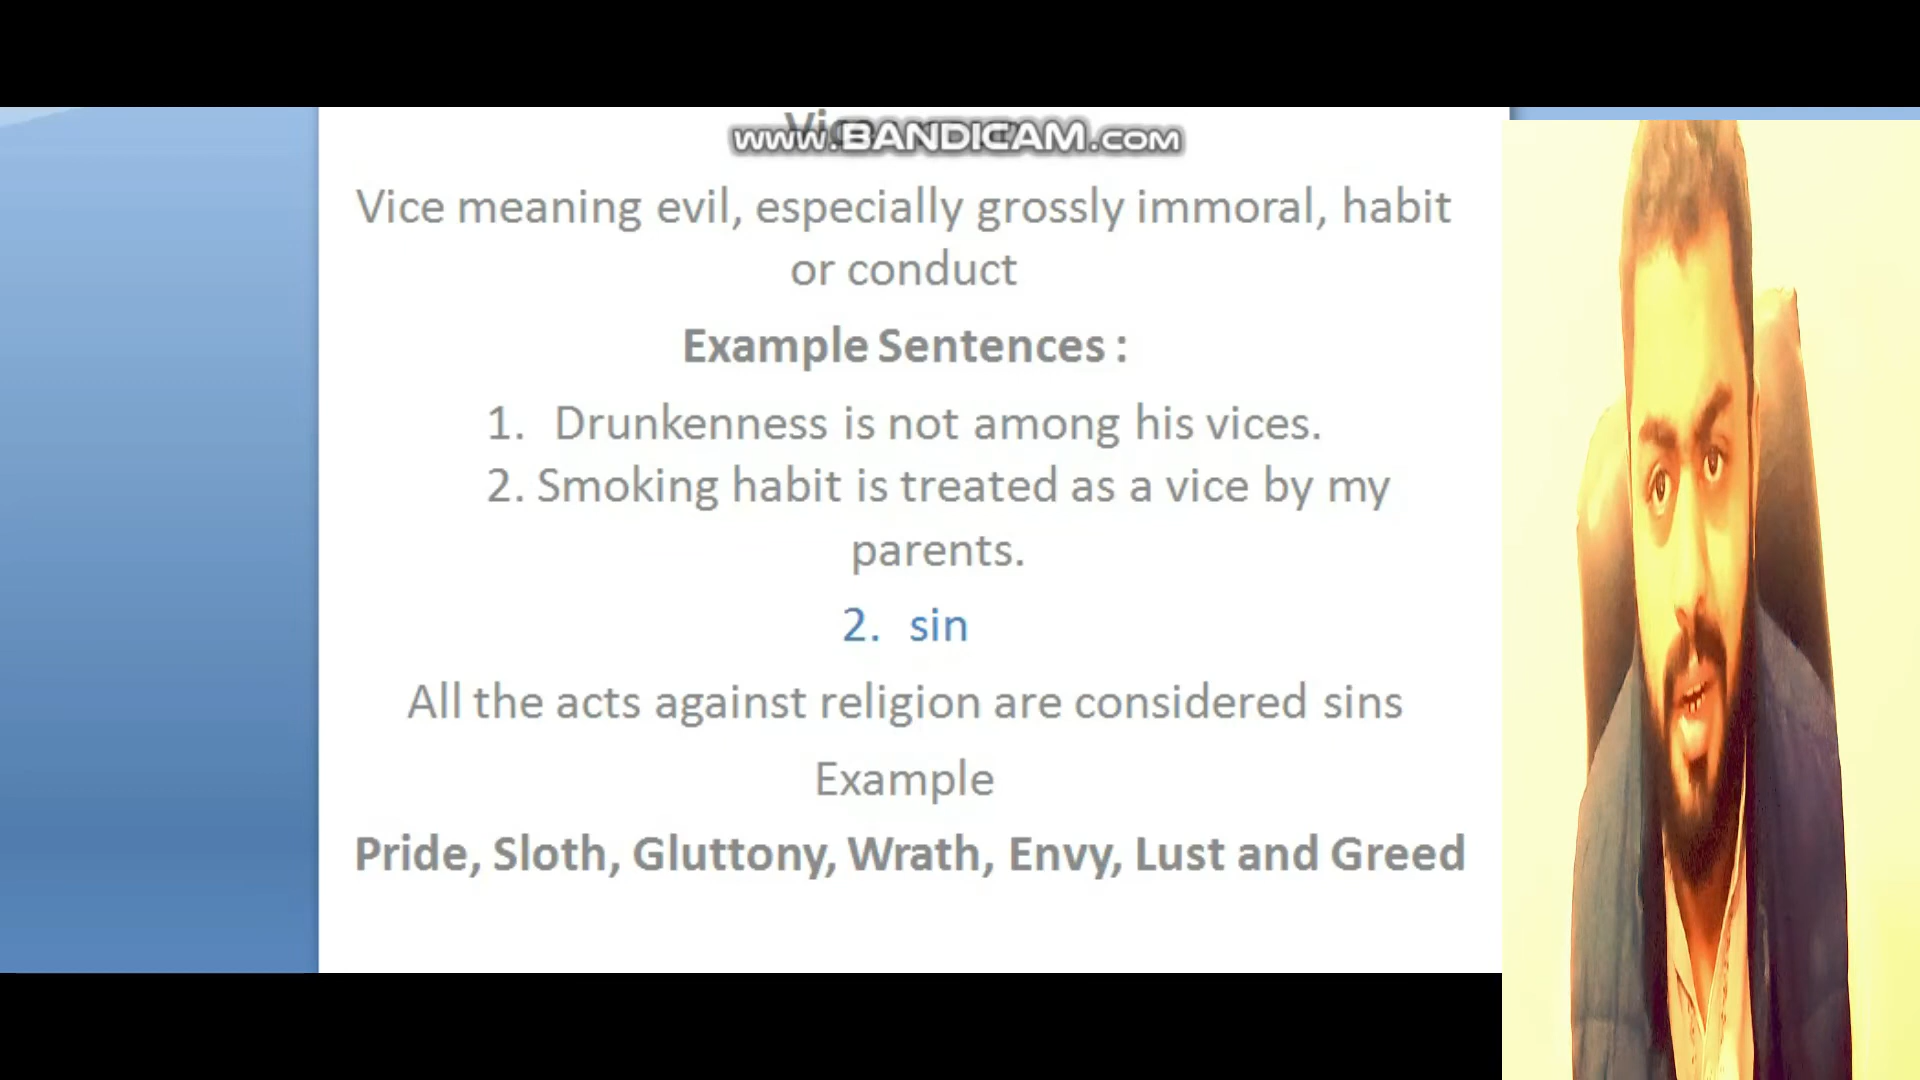 www.BANDICAM.com
Vice meaning evil, especially grossly immoral, habit
or conduct
Example Sentences :
1. Drunkenness is not among his vices.
2. Smoking habit is treated as a vice by my
parents.
2. sin
All the acts against religion are considered sins
Example
Pride, Sloth, Gluttony, Wrath, Envy, Lust and Greed